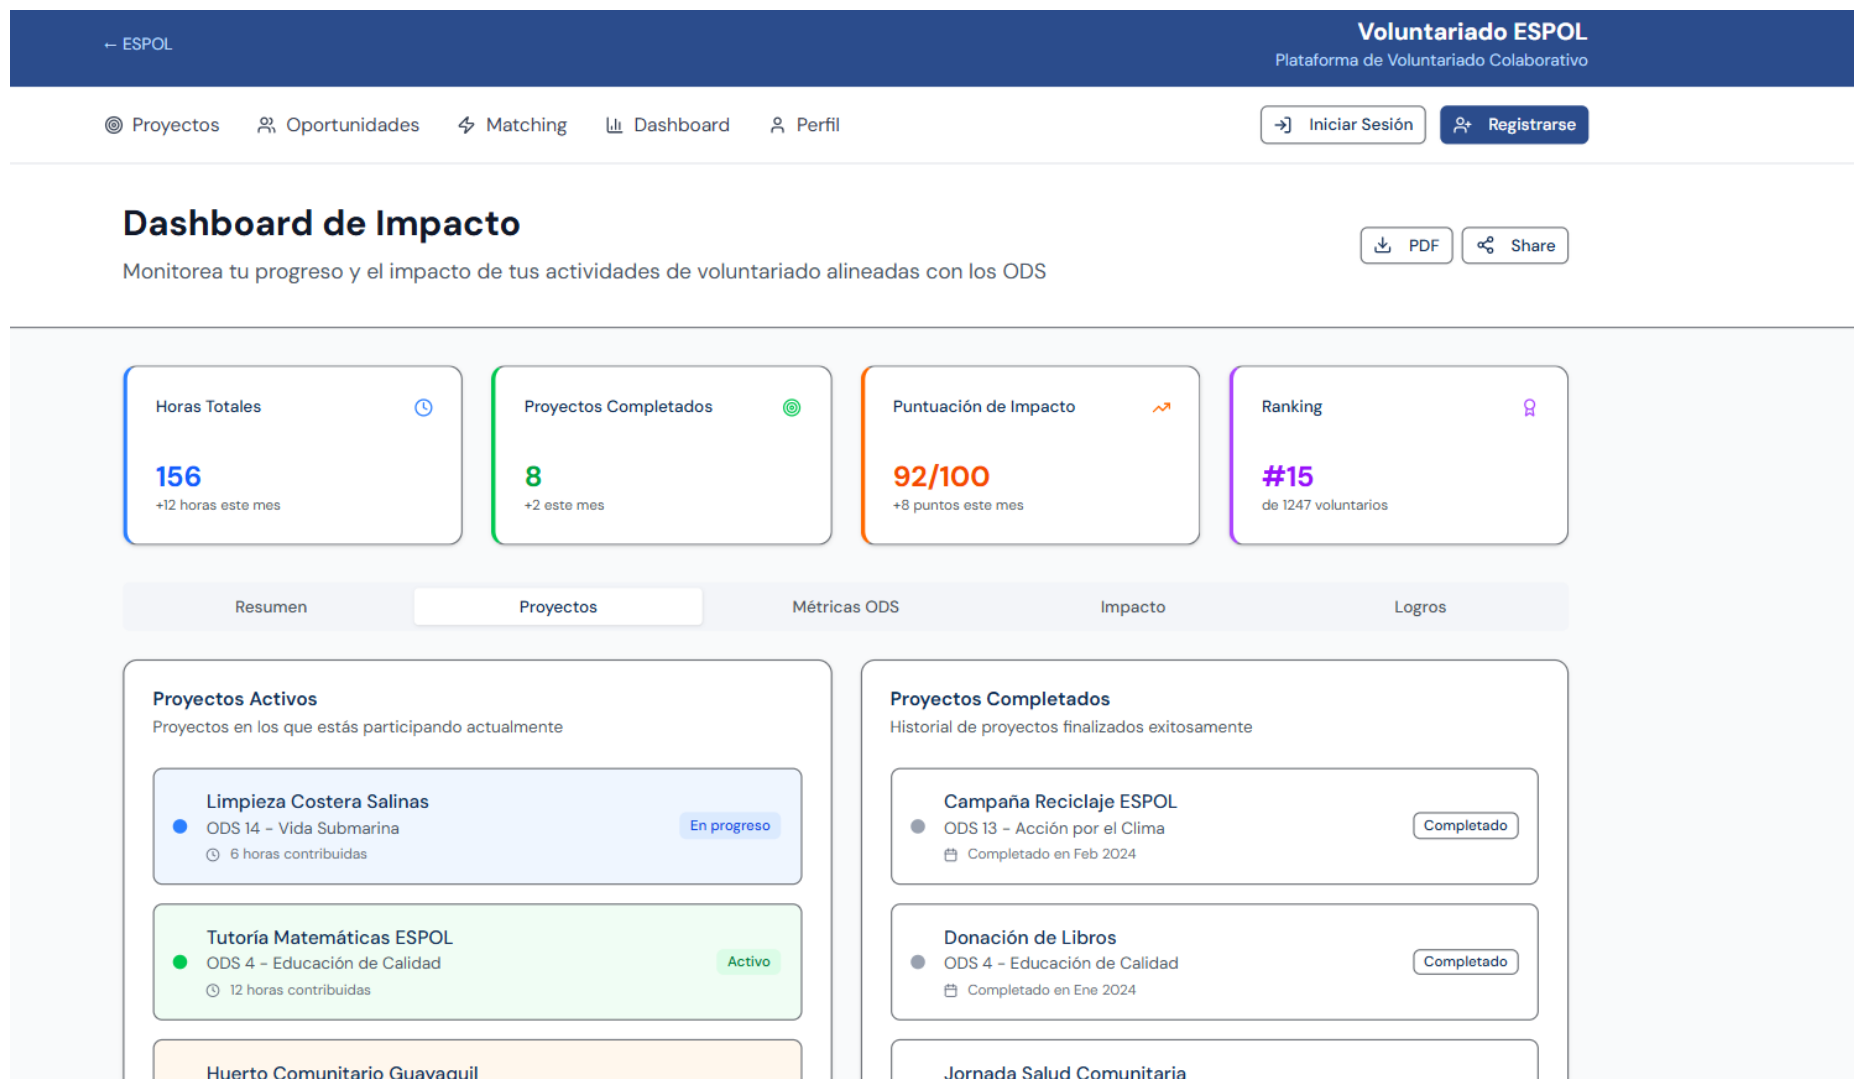 ← ESPOL
Voluntariado ESPOL
Plataforma de Voluntariado Colaborativo
Proyectos
Oportunidades
Matching
Dashboard
Perfil
Iniciar Sesión
Registrarse
Dashboard de Impacto
Monitorea tu progreso y el impacto de tus actividades de voluntariado alineadas con los ODS
PDF
Share
Horas Totales
156
+12 horas este mes
Proyectos Completados
8
+2 este mes
Puntuación de Impacto
92/100
+8 puntos este mes
Ranking
#15
de 1247 voluntarios
Resumen
Proyectos
Métricas ODS
Impacto
Logros
Proyectos Activos
Proyectos en los que estás participando actualmente
Limpieza Costera Salinas
ODS 14 - Vida Submarina
6 horas contribuidas
En progreso
Tutoría Matemáticas ESPOL
ODS 4 - Educación de Calidad
12 horas contribuidas
Activo
Huerto Comunitario Guayaquil
Proyectos Completados
Historial de proyectos finalizados exitosamente
Campaña Reciclaje ESPOL
ODS 13 - Acción por el Clima
Completado en Feb 2024
Completado
Donación de Libros
ODS 4 - Educación de Calidad
Completado en Ene 2024
Completado
Jornada Salud Comunitaria